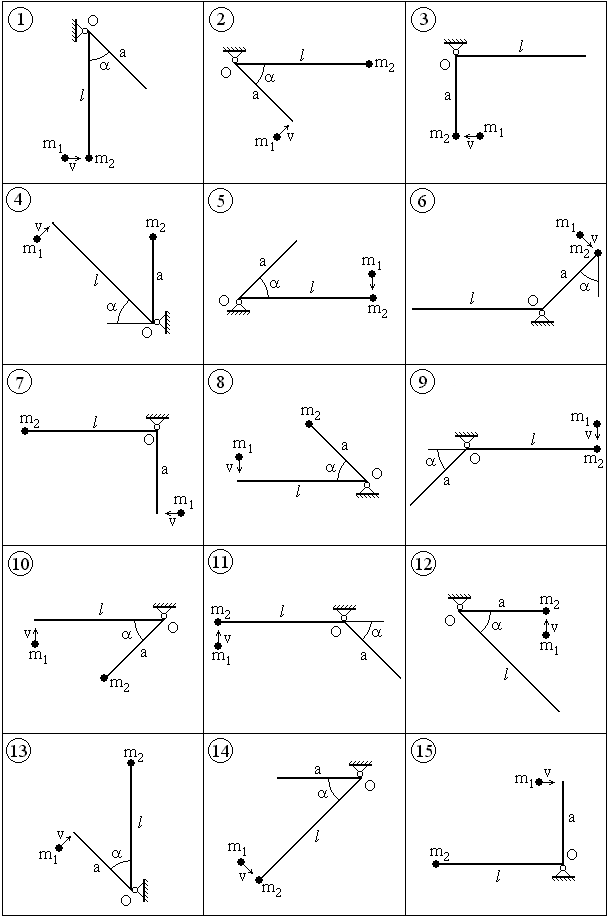 1
O
a
α
l
m₁
v
m₂
2
O
l
m₂
α
a
m₁
v
3
l
O
a
m₂
m₁
v
4
v
m₁
m₂
l
a
α
O
5
a
m₁
O
α
l
m₂
6
m₁
v
m₂
a
l
O
α
7
m₂
l
O
a
m₁
v
8
m₂
m₁
a
v
α
O
l
9
m₁
v
α
l
a
O
m₂
10
l
v
α
O
m₁
a
m₂
11
m₂
l
v
O
α
m₁
a
12
a
m₂
O
α
v
m₁
l
13
m₂
l
v
m₁
α
a
O
14
a
α
O
l
m₁
v
m₂
15
m₁
v
a
m₂
O
l